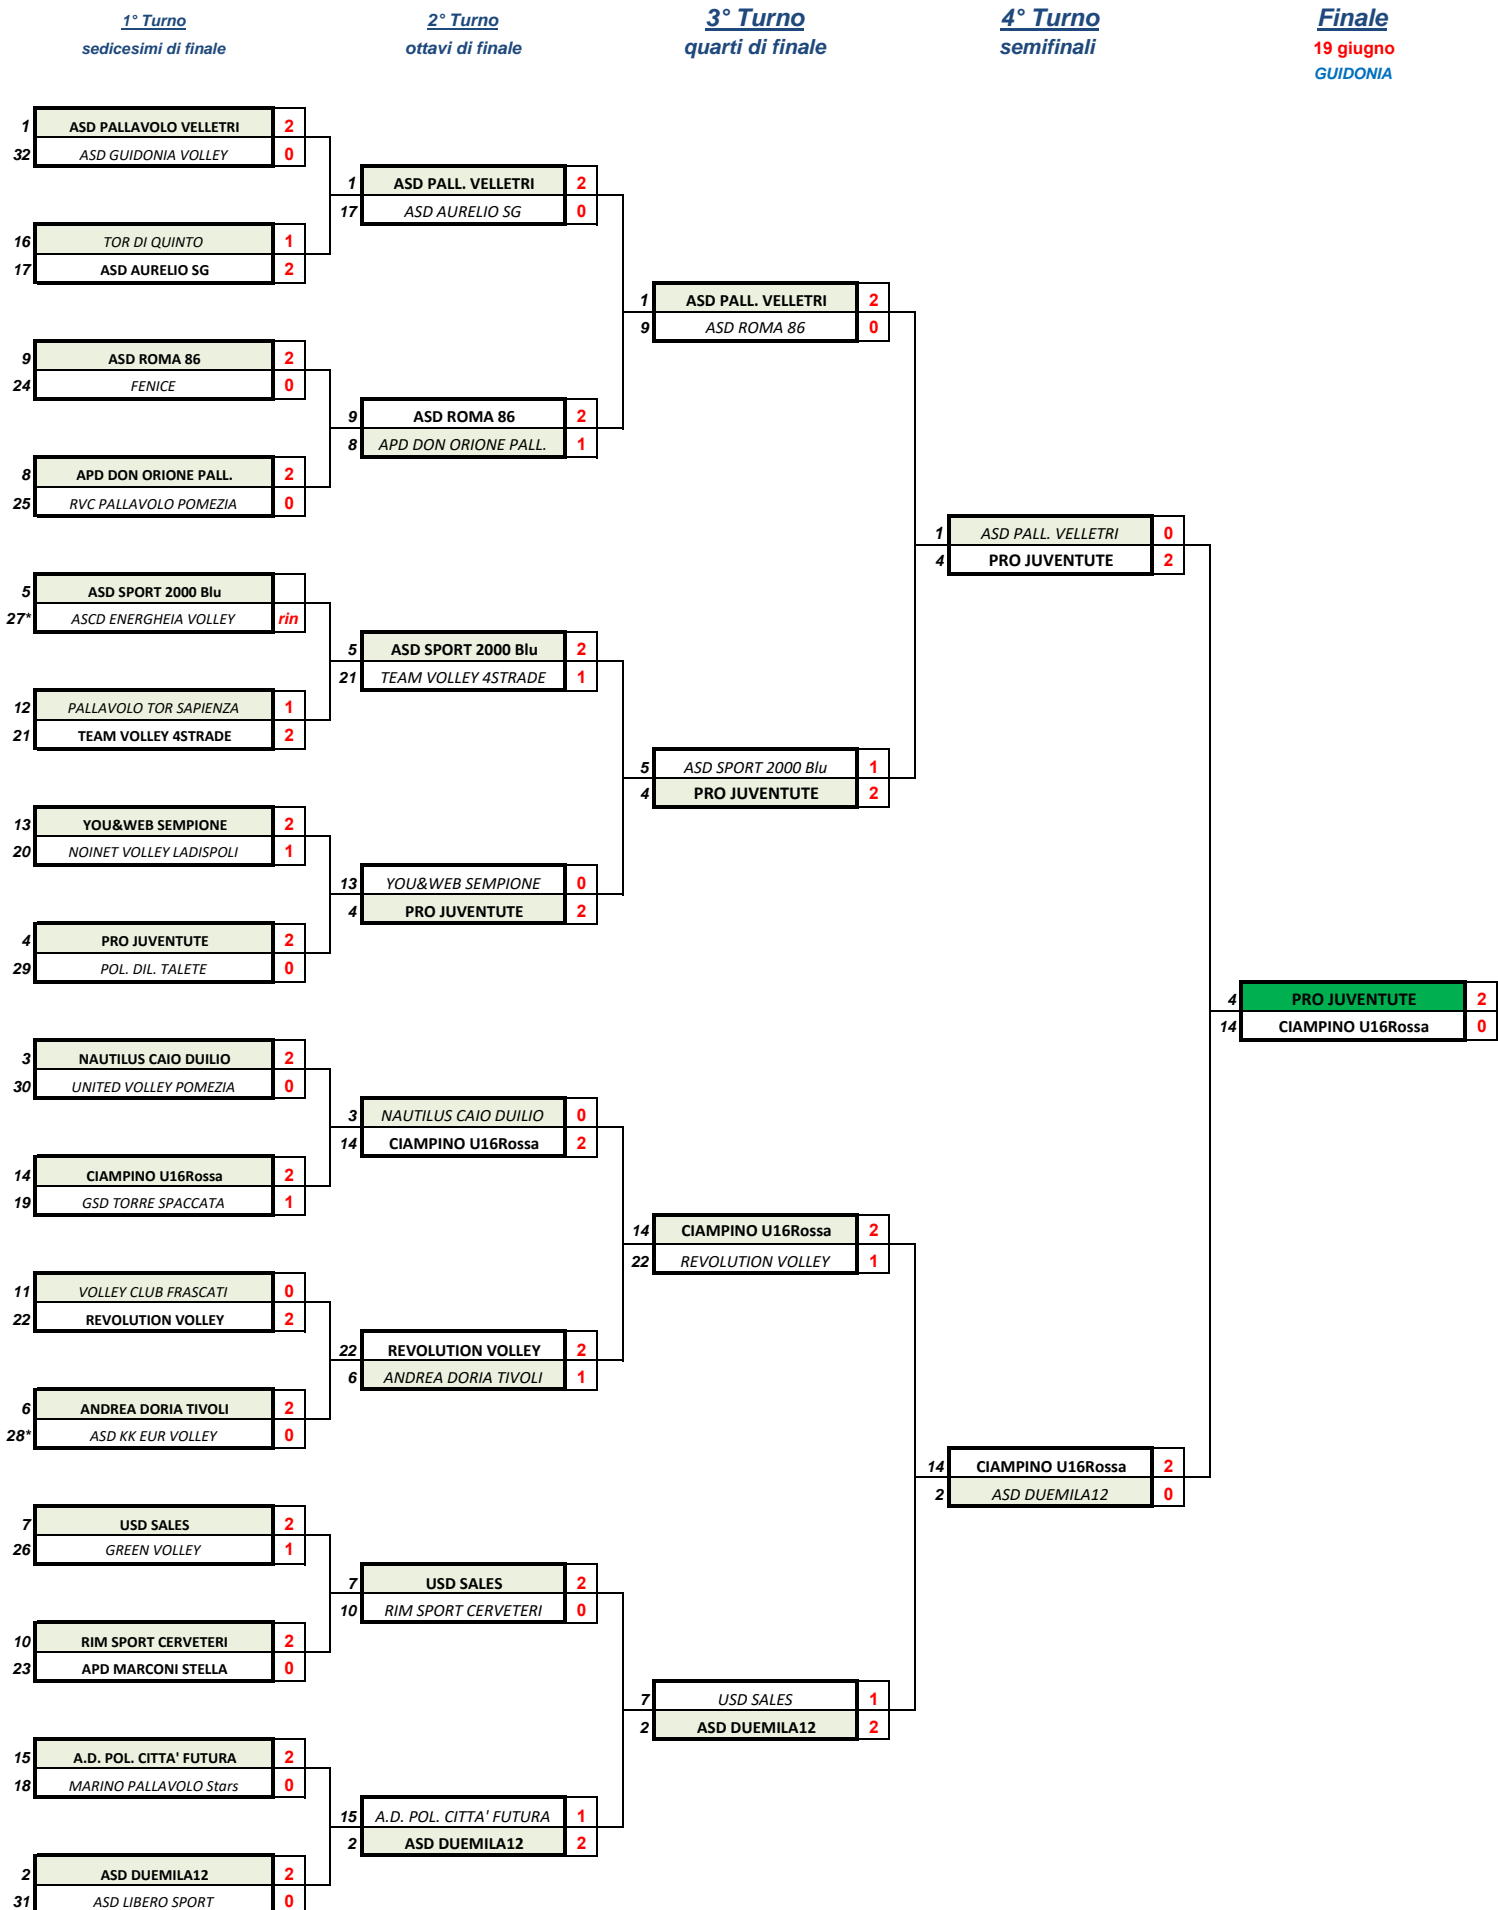 1° Turno
sedicesimi di finale
2° Turno
ottavi di finale
3° Turno
quarti di finale
4° Turno
semifinali
Finale
19 giugno
GUIDONIA
1 ASD PALLAVOLO VELLETRI 2
32 ASD GUIDONIA VOLLEY 0
16 TOR DI QUINTO 1
17 ASD AURELIO SG 2
9 ASD ROMA 86 2
24 FENICE 0
8 APD DON ORIONE PALL. 2
25 RVC PALLAVOLO POMEZIA 0
5 ASD SPORT 2000 Blu
27* ASCD ENERGHEIA VOLLEY rin
12 PALLAVOLO TOR SAPIENZA 1
21 TEAM VOLLEY 4STRADE 2
13 YOU&WEB SEMPIONE 2
20 NOINET VOLLEY LADISPOLI 1
4 PRO JUVENTUTE 2
29 POL. DIL. TALETE 0
3 NAUTILUS CAIO DUILIO 2
30 UNITED VOLLEY POMEZIA 0
14 CIAMPINO U16Rossa 2
19 GSD TORRE SPACCATA 1
11 VOLLEY CLUB FRASCATI 0
22 REVOLUTION VOLLEY 2
6 ANDREA DORIA TIVOLI 2
28* ASD KK EUR VOLLEY 0
7 USD SALES 2
26 GREEN VOLLEY 1
10 RIM SPORT CERVETERI 2
23 APD MARCONI STELLA 0
15 A.D. POL. CITTA' FUTURA 2
18 MARINO PALLAVOLO Stars 0
2 ASD DUEMILA12 2
31 ASD LIBERO SPORT 0
1 ASD PALL. VELLETRI 2
17 ASD AURELIO SG 0
9 ASD ROMA 86 2
8 APD DON ORIONE PALL. 1
5 ASD SPORT 2000 Blu 2
21 TEAM VOLLEY 4STRADE 1
13 YOU&WEB SEMPIONE 0
4 PRO JUVENTUTE 2
3 NAUTILUS CAIO DUILIO 0
14 CIAMPINO U16Rossa 2
22 REVOLUTION VOLLEY 2
6 ANDREA DORIA TIVOLI 1
7 USD SALES 2
10 RIM SPORT CERVETERI 0
15 A.D. POL. CITTA' FUTURA 1
2 ASD DUEMILA12 2
1 ASD PALL. VELLETRI 2
9 ASD ROMA 86 0
5 ASD SPORT 2000 Blu 1
4 PRO JUVENTUTE 2
14 CIAMPINO U16Rossa 2
22 REVOLUTION VOLLEY 1
7 USD SALES 1
2 ASD DUEMILA12 2
1 ASD PALL. VELLETRI 0
4 PRO JUVENTUTE 2
14 CIAMPINO U16Rossa 2
2 ASD DUEMILA12 0
4 PRO JUVENTUTE 2
14 CIAMPINO U16Rossa 0